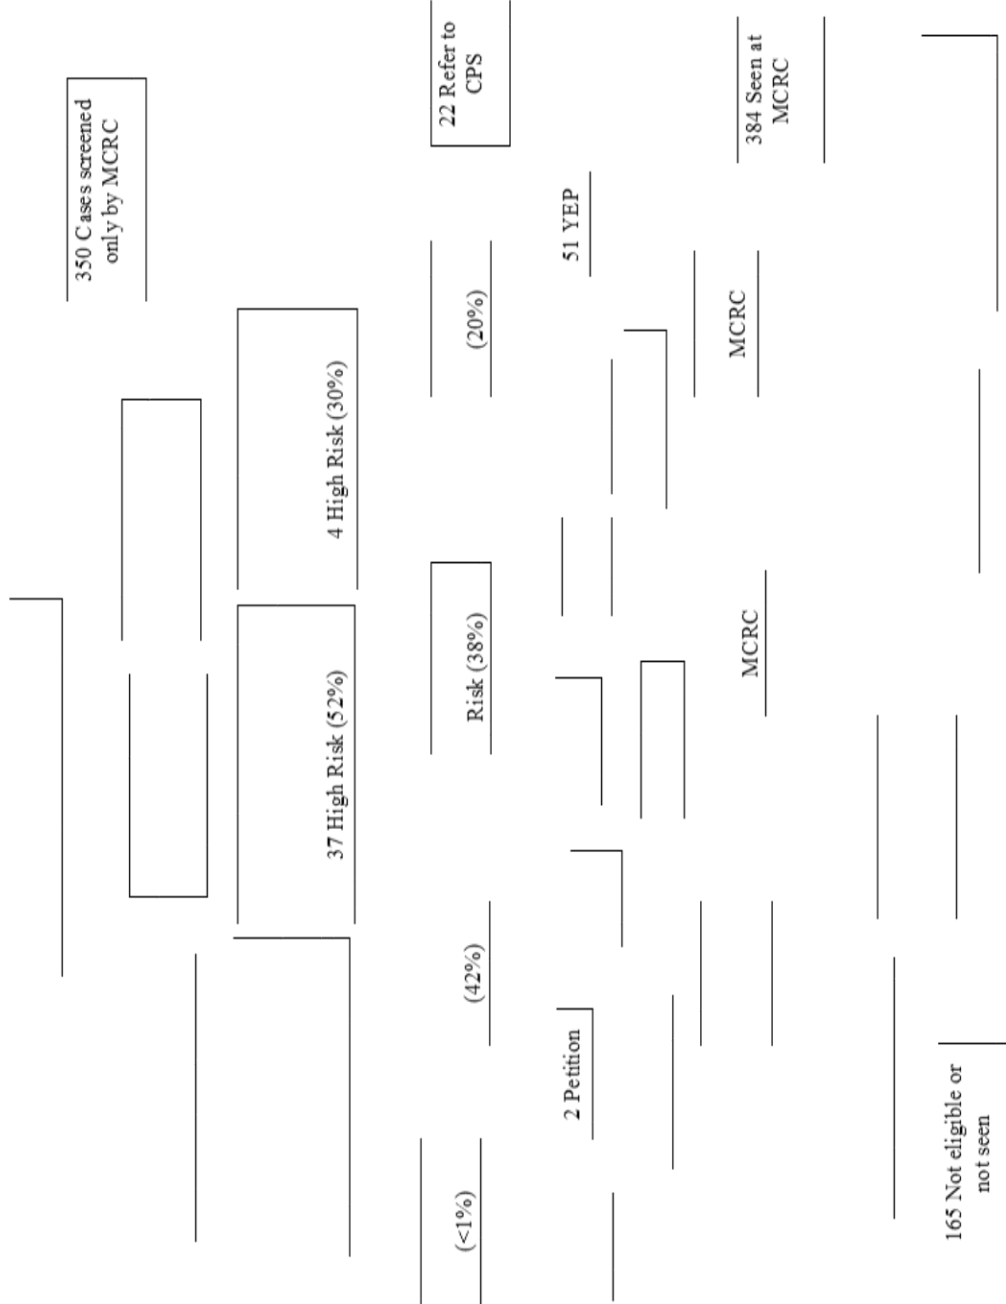 350 Cases screened
only by MCRC
37 High Risk (52%)
4 High Risk (30%)
22 Refer to
CPS
(<1%)
(42%)
Risk (38%)
(20%)
2 Petition
51 YEP
MCRC
MCRC
384 Seen at
MCRC
165 Not eligible or
not seen